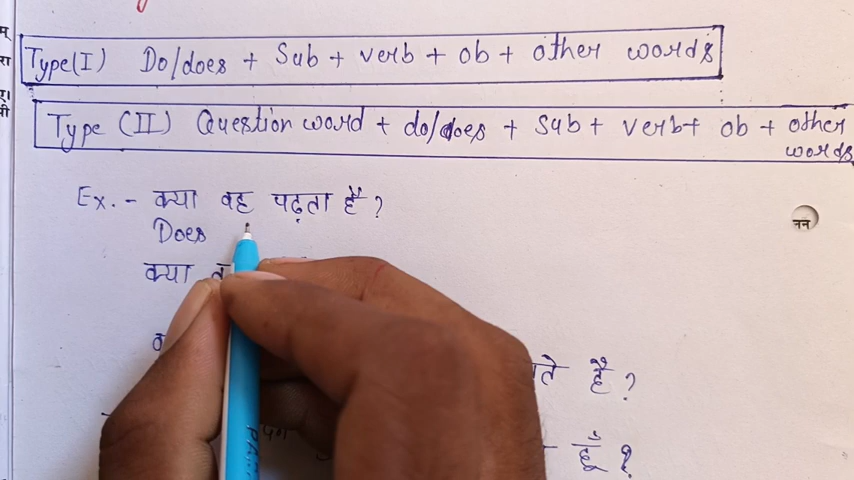 Type(I) Do/does + Sub + verb + ob + other words
Type (II) Question word + do/does + sub + verb + ob + other
words
Ex. - क्या वह पढ़ता है?
Does
नन
क्या
ते हैं?
हूँ?